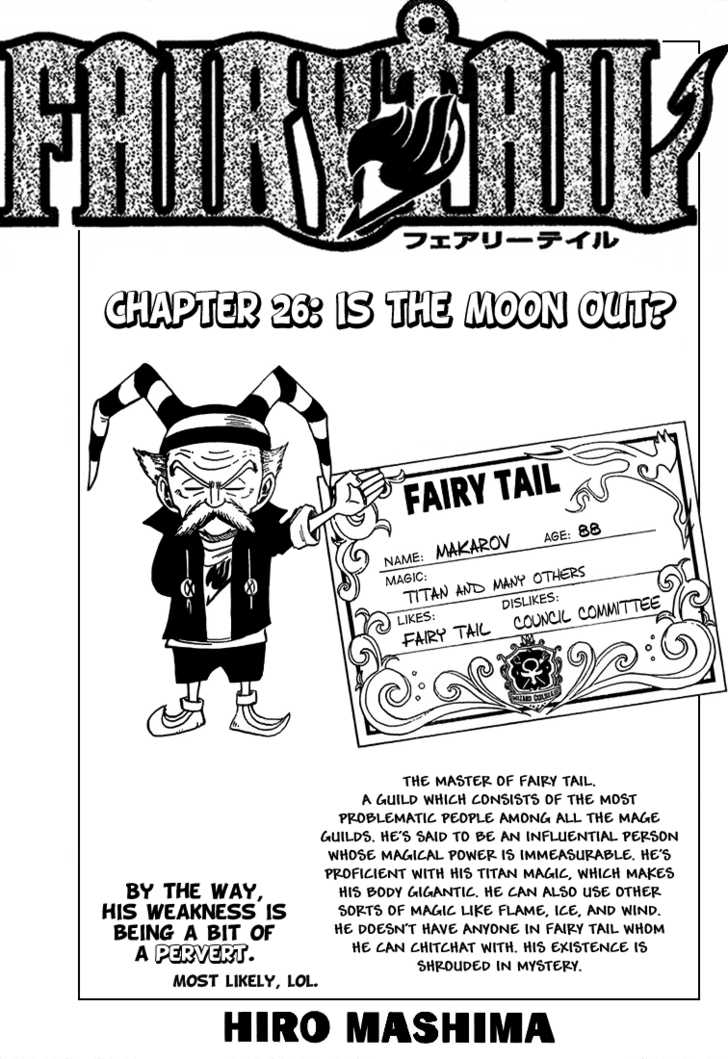 FAIRY TAIL
フェアリーテイル
CHAPTER 26: IS THE MOON OUT?
FAIRY TAIL
NAME: MAKAROV AGE: 88
MAGIC:
TITAN AND MANY OTHERS
LIKES: DISLIKES:
FAIRY TAIL COUNCIL COMMITTEE
THE MASTER OF FAIRY TAIL.
A GUILD WHICH CONSISTS OF THE MOST
PROBLEMATIC PEOPLE AMONG ALL THE MAGE
GUILDS. HE'S SAID TO BE AN INFLUENTIAL PERSON
WHOSE MAGICAL POWER IS IMMEASURABLE. HE'S
PROFICIENT WITH HIS TITAN MAGIC, WHICH MAKES
HIS BODY GIGANTIC. HE CAN ALSO USE OTHER
SORTS OF MAGIC LIKE FLAME, ICE, AND WIND.
HE DOESN'T HAVE ANYONE IN FAIRY TAIL WHOM
HE CAN CHITCHAT WITH. HIS EXISTENCE IS
SHROUDED IN MYSTERY.
BY THE WAY,
HIS WEAKNESS IS
BEING A BIT OF
A PERVERT.
MOST LIKELY, LOL.
HIRO MASHIMA